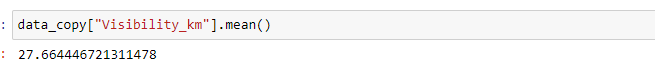 : data_copy["Visibility_km"].mean()
: 27.664446721311478